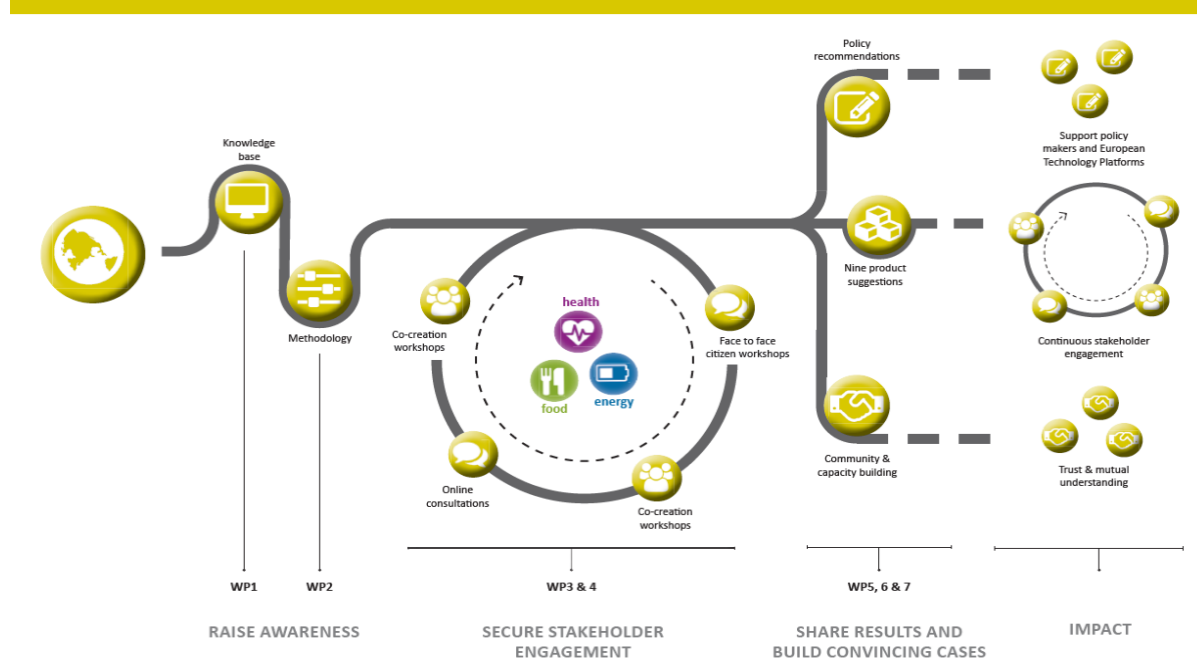 Policy
recommendations
Knowledge
base
Support policy
makers and European
Technology Platforms
Nine product
suggestions
health
food
energy
Methodology
Co-creation
workshops
Face to face
citizen workshops
Continuous stakeholder
engagement
Online
consultations
Co-creation
workshops
Community &
capacity building
Trust & mutual
understanding
WP1
WP2
WP3 & 4
WP5, 6 & 7
RAISE AWARENESS
SECURE STAKEHOLDER
ENGAGEMENT
SHARE RESULTS AND
BUILD CONVINCING CASES
IMPACT